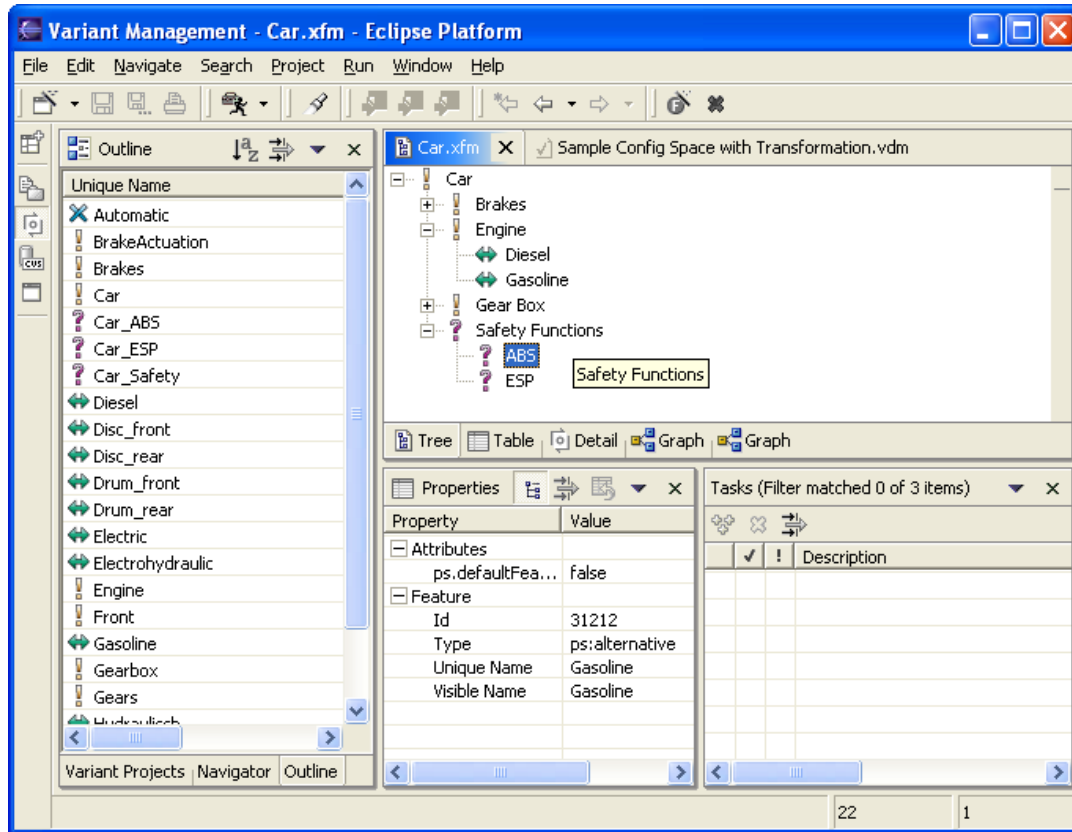 Variant Management - Car.xfm - Eclipse Platform
File Edit Navigate Search Project Run Window Help
Outline
Unique Name
Automatic
BrakeActuation
Brakes
Car
Car_ABS
Car_ESP
Car_Safety
Diesel
Disc_front
Disc_rear
Drum_front
Drum_rear
Electric
Electrohydraulic
Engine
Front
Gasoline
Gearbox
Gears
Hydraulisch
Variant Projects Navigator Outline
Car.xfm Sample Config Space with Transformation.vdm
Car
Brakes
Engine
Diesel
Gasoline
Gear Box
Safety Functions
ABS
ESP
Safety Functions
Tree Table Detail Graph Graph
Properties
Property Value
Attributes
ps.defaultFea... false
Feature
Id 31212
Type ps:alternative
Unique Name Gasoline
Visible Name Gasoline
Tasks (Filter matched 0 of 3 items)
! Description
CVS
22 1